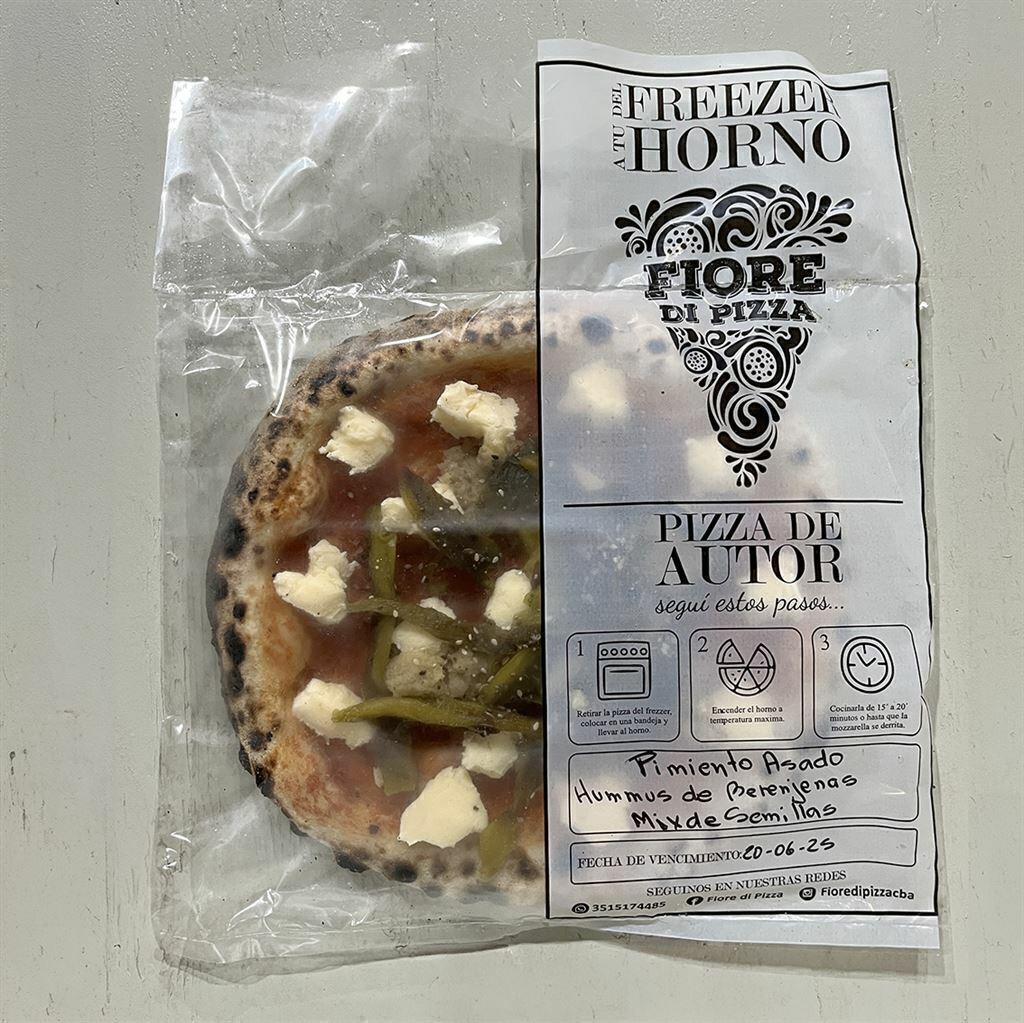 A TU DEL
FREEZER
HORNO
FIORE
DI PIZZA
PIZZA DE
AUTOR
seguí estos pasos...
1
Retirar la pizza del frezzer,
colocar en una bandeja y
llevar al horno.
2
Encender el horno a
temperatura maxima.
3
Cocinarla de 15' a 20'
minutos o hasta que la
mozzarella se derrita.
Pimiento Asado
Hummus de Berenjenas
Mix de Semillas
FECHA DE VENCIMIENTO: 20-06-25
SEGUINOS EN NUESTRAS REDES
3515174485 Fiore di Pizza Fioredipizzacba